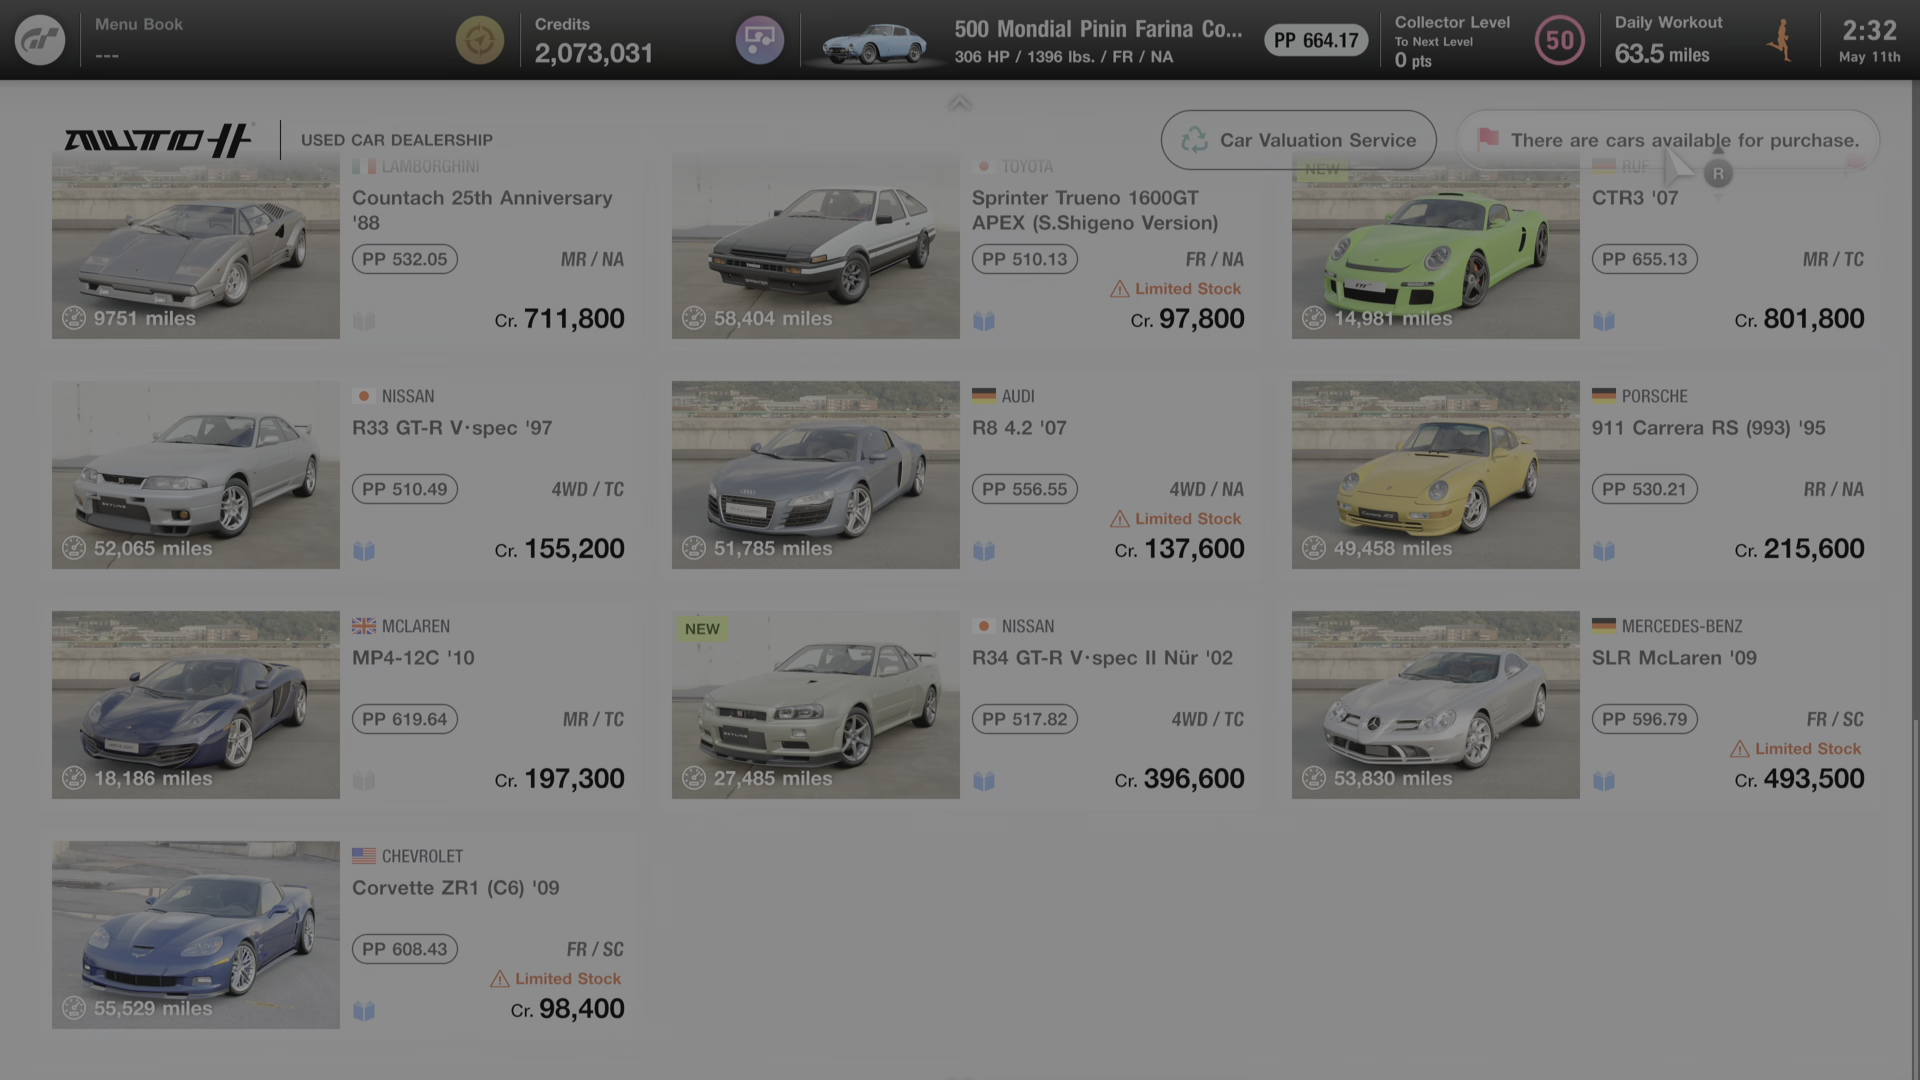 Menu Book
---
Credits
2,073,031
500 Mondial Pinin Farina Co...
306 HP / 1396 lbs. / FR / NA
PP 664.17
Collector Level
To Next Level
0 pts
50
Daily Workout
63.5 miles
2:32
May 11th
AUTO
USED CAR DEALERSHIP
Car Valuation Service
There are cars available for purchase.
R
LAMBORGHINI
Countach 25th Anniversary
'88
PP 532.05
MR / NA
9751 miles
Cr. 711,800
TOYOTA
Sprinter Trueno 1600GT
APEX (S.Shigeno Version)
PP 510.13
FR / NA
Limited Stock
58,404 miles
Cr. 97,800
NEW
RUF
CTR3 '07
PP 655.13
MR / TC
14,981 miles
Cr. 801,800
NISSAN
R33 GT-R V·spec '97
PP 510.49
4WD / TC
52,065 miles
Cr. 155,200
AUDI
R8 4.2 '07
PP 556.55
4WD / NA
Limited Stock
51,785 miles
Cr. 137,600
PORSCHE
911 Carrera RS (993) '95
PP 530.21
RR / NA
49,458 miles
Cr. 215,600
MCLAREN
MP4-12C '10
PP 619.64
MR / TC
18,186 miles
Cr. 197,300
NEW
NISSAN
R34 GT-R V·spec II Nür '02
PP 517.82
4WD / TC
27,485 miles
Cr. 396,600
MERCEDES-BENZ
SLR McLaren '09
PP 596.79
FR / SC
Limited Stock
53,830 miles
Cr. 493,500
CHEVROLET
Corvette ZR1 (C6) '09
PP 608.43
FR / SC
Limited Stock
55,529 miles
Cr. 98,400